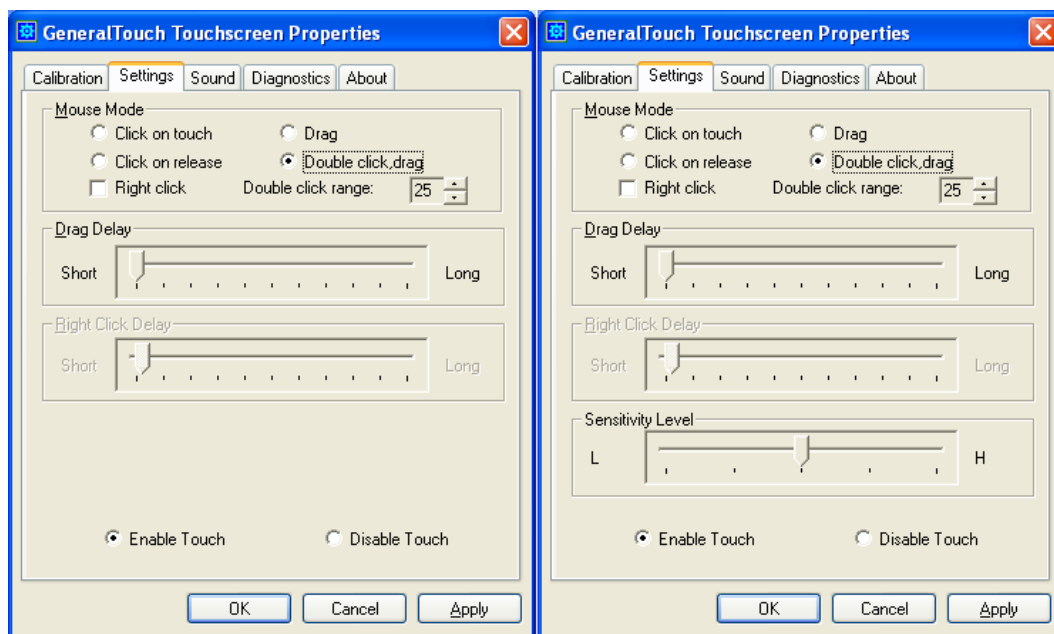 GeneralTouch Touchscreen Properties
Calibration Settings Sound Diagnostics About
Mouse Mode
Click on touch Drag
Click on release Double click,drag
Right click Double click range: 25
Drag Delay
Short Long
Right Click Delay
Short Long
Enable Touch Disable Touch
OK Cancel Apply
GeneralTouch Touchscreen Properties
Calibration Settings Sound Diagnostics About
Mouse Mode
Click on touch Drag
Click on release Double click,drag
Right click Double click range: 25
Drag Delay
Short Long
Right Click Delay
Short Long
Sensitivity Level
L H
Enable Touch Disable Touch
OK Cancel Apply